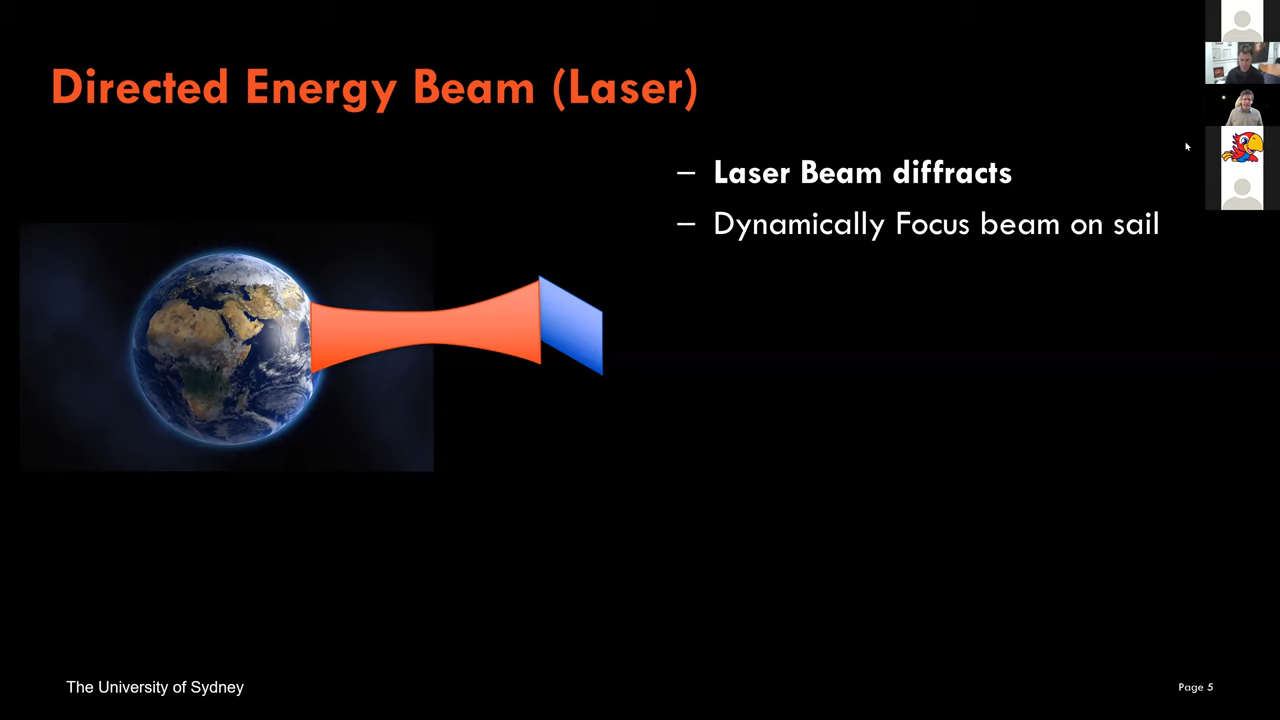 Directed Energy Beam (Laser)
– Laser Beam diffracts
– Dynamically Focus beam on sail
The University of Sydney
Page 5